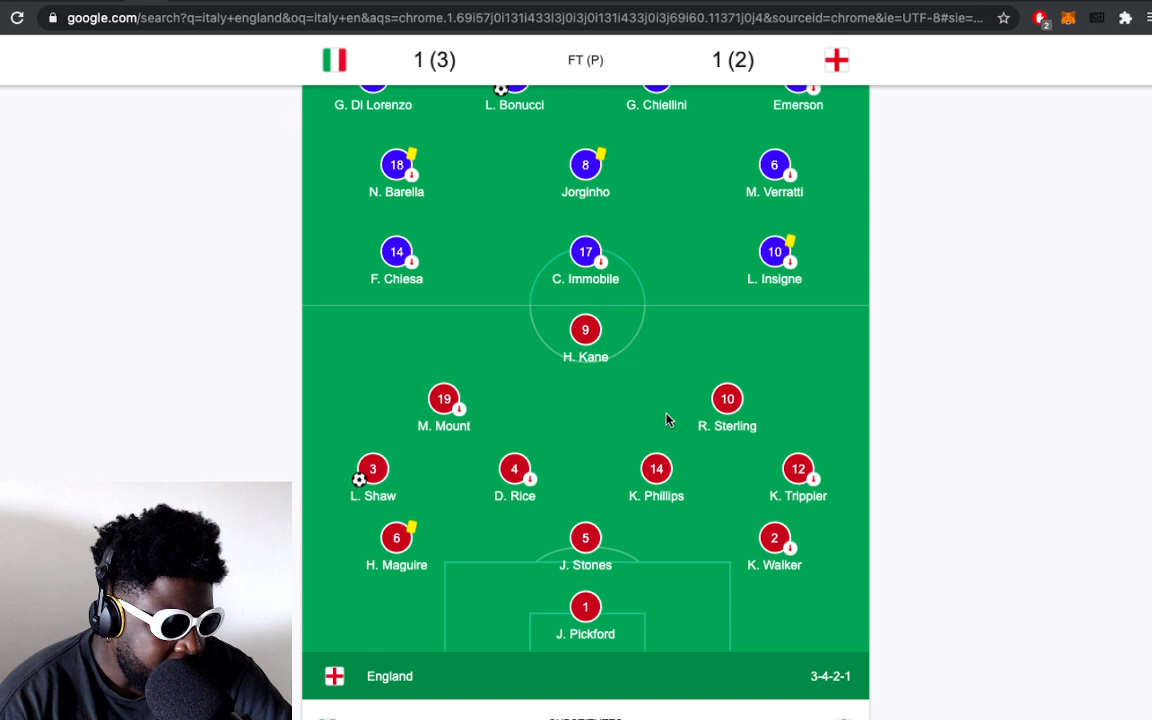 google.com/search?q=italy+england&oq=italy+en&aqs=chrome.1.69i57j0i131i433l3j0i3j0i131i433j0i3j69i60.11371j0j4&sourceid=chrome&ie=UTF-8#sie=...
2
1 (3) FT (P) 1 (2)
G. Di Lorenzo L. Bonucci G. Chiellini Emerson
18 8 6
N. Barella Jorginho M. Verratti
14 17 10
F. Chiesa C. Immobile L. Insigne
9
H. Kane
19 10
M. Mount R. Sterling
3 4 14 12
L. Shaw D. Rice K. Phillips K. Trippier
6 5 2
H. Maguire J. Stones K. Walker
1
J. Pickford
England 3-4-2-1